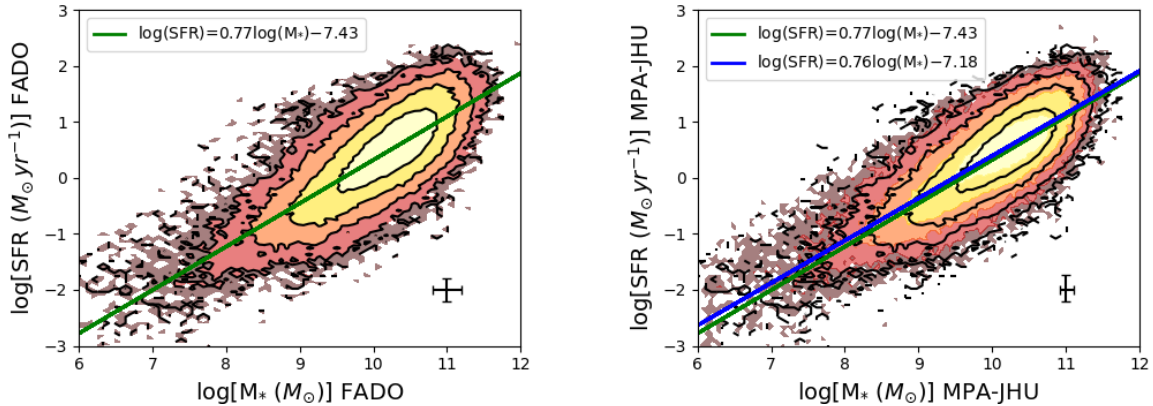 log(SFR)=0.77log(M*)−7.43
3
2
1
0
−1
−2
−3
log[SFR (M⊙ yr⁻¹)] FADO
6 7 8 9 10 11 12
log[M* (M⊙)] FADO
log(SFR)=0.77log(M*)−7.43
log(SFR)=0.76log(M*)−7.18
3
2
1
0
−1
−2
−3
log[SFR (M⊙ yr⁻¹)] MPA-JHU
6 7 8 9 10 11 12
log[M* (M⊙)] MPA-JHU